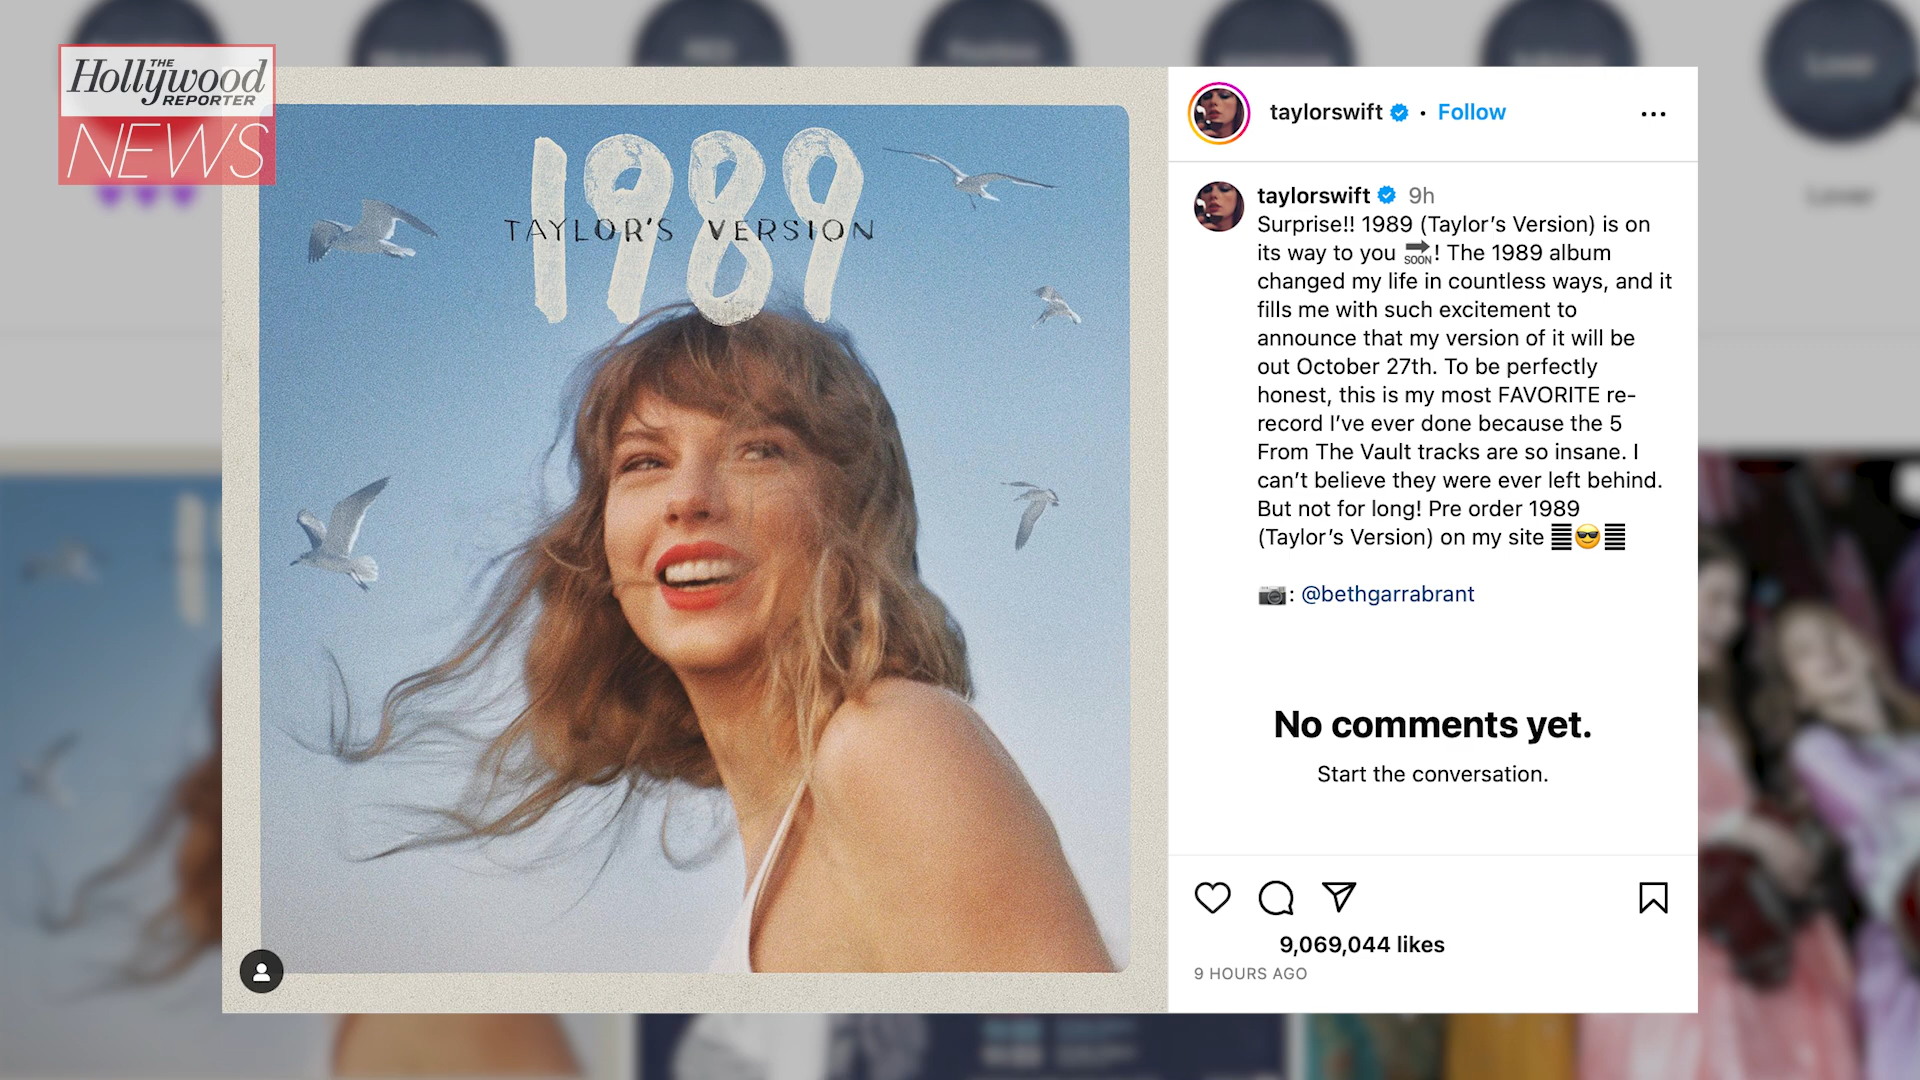 THE
Hollywood
REPORTER
NEWS
1989
TAYLOR'S VERSION
taylorswift • Follow
taylorswift 9h
Surprise!! 1989 (Taylor’s Version) is on
its way to you 🔜! The 1989 album
changed my life in countless ways, and it
fills me with such excitement to
announce that my version of it will be
out October 27th. To be perfectly
honest, this is my most FAVORITE re-
record I’ve ever done because the 5
From The Vault tracks are so insane. I
can’t believe they were ever left behind.
But not for long! Pre order 1989
(Taylor’s Version) on my site 𝌇😎𝌇
📷: @bethgarrabrant
No comments yet.
Start the conversation.
9,069,044 likes
9 HOURS AGO